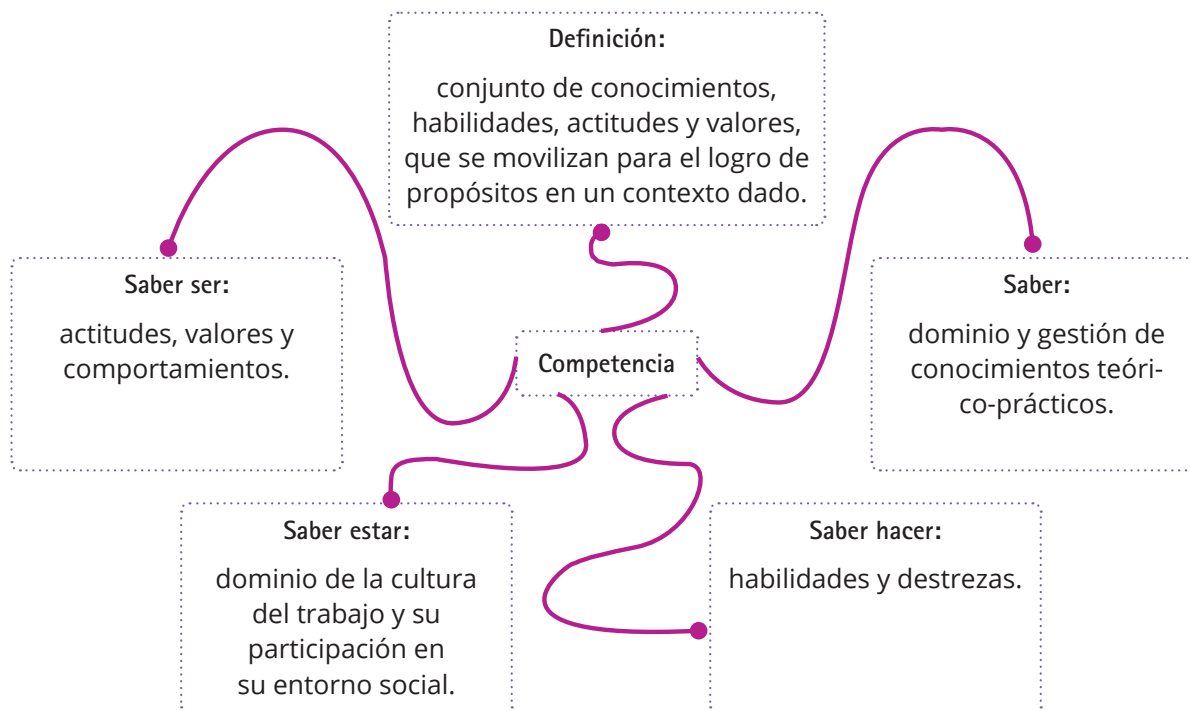 Definición:
conjunto de conocimientos,
habilidades, actitudes y valores,
que se movilizan para el logro de
propósitos en un contexto dado.
Saber ser:
actitudes, valores y
comportamientos.
Competencia
Saber:
dominio y gestión de
conocimientos teóri-
co-prácticos.
Saber estar:
dominio de la cultura
del trabajo y su
participación en
su entorno social.
Saber hacer:
habilidades y destrezas.